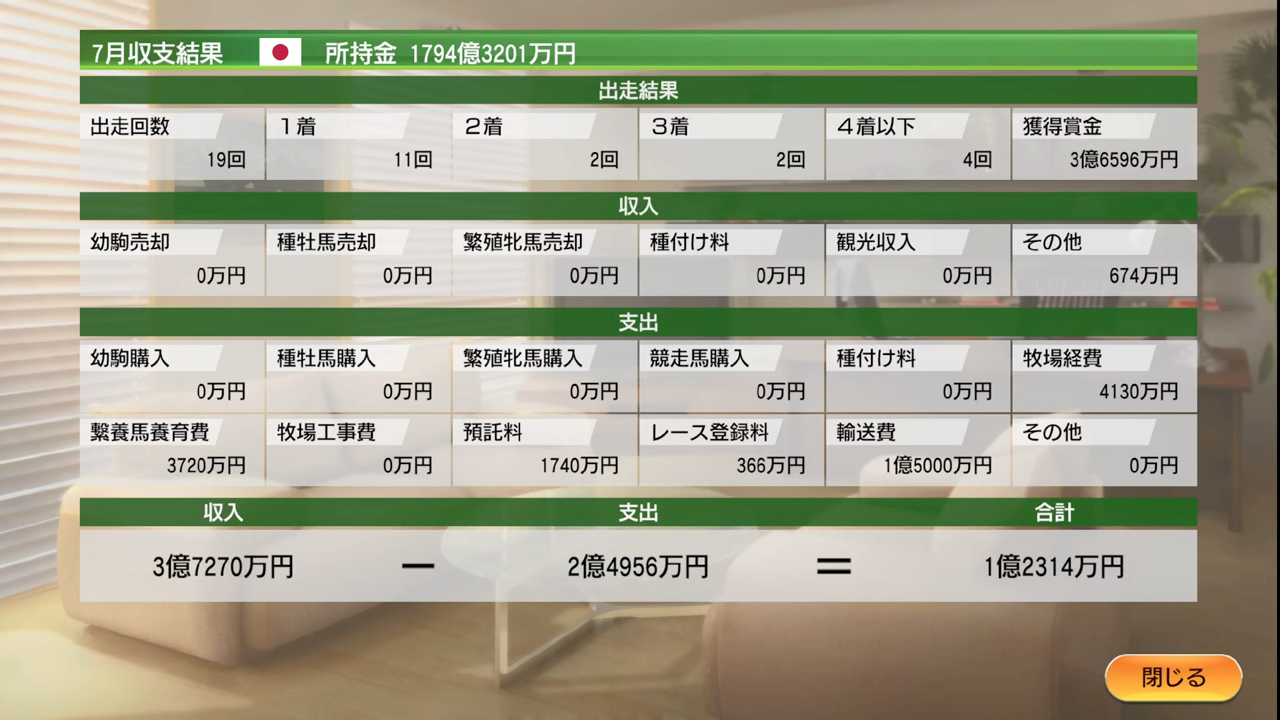 7月収支結果 所持金 1794億3201万円
出走結果
出走回数 1着 2着 3着 4着以下 獲得賞金
19回 11回 2回 2回 4回 3億6596万円
収入
幼駒売却 種牡馬売却 繁殖牝馬売却 種付け料 観光収入 その他
0万円 0万円 0万円 0万円 0万円 674万円
支出
幼駒購入 種牡馬購入 繁殖牝馬購入 競走馬購入 種付け料 牧場経費
0万円 0万円 0万円 0万円 0万円 4130万円
繋養馬養育費 牧場工事費 預託料 レース登録料 輸送費 その他
3720万円 0万円 1740万円 366万円 1億5000万円 0万円
収入 支出 合計
3億7270万円 － 2億4956万円 ＝ 1億2314万円
閉じる